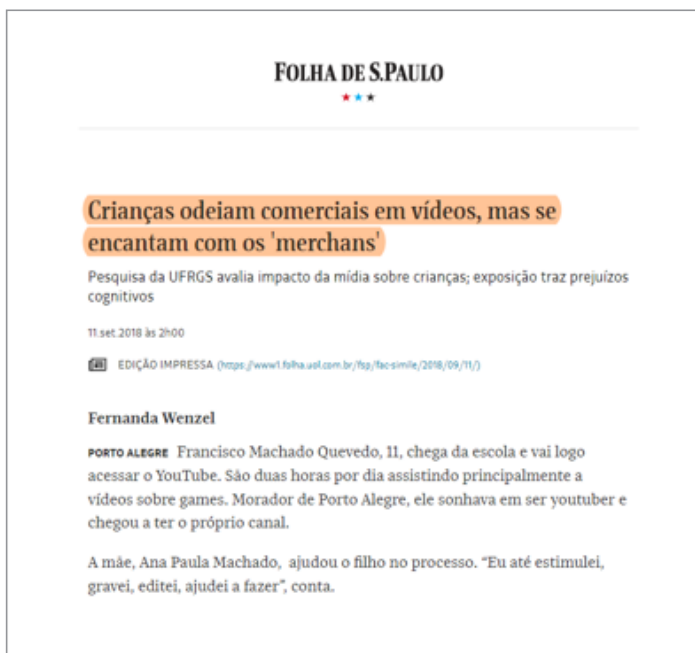 FOLHA DE S.PAULO
★★★
Crianças odeiam comerciais em vídeos, mas se
encantam com os 'merchans'
Pesquisa da UFRGS avalia impacto da mídia sobre crianças; exposição traz prejuízos
cognitivos
11.set.2018 às 2h00
EDIÇÃO IMPRESSA (https://www1.folha.uol.com.br/fsp/fac-simile/2018/09/11/)
Fernanda Wenzel
PORTO ALEGRE Francisco Machado Quevedo, 11, chega da escola e vai logo
acessar o YouTube. São duas horas por dia assistindo principalmente a
vídeos sobre games. Morador de Porto Alegre, ele sonhava em ser youtuber e
chegou a ter o próprio canal.
A mãe, Ana Paula Machado, ajudou o filho no processo. “Eu até estimulei,
gravei, editei, ajudei a fazer”, conta.